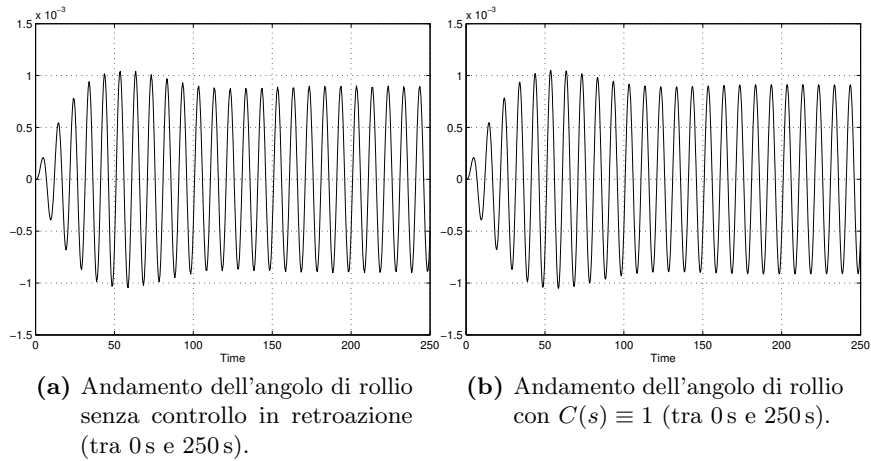 x 10⁻³
1.5
1
0.5
0
−0.5
−1
−1.5
0
50
100
150
200
250
Time
x 10⁻³
1.5
1
0.5
0
−0.5
−1
−1.5
0
50
100
150
200
250
Time
(a) Andamento dell'angolo di rollio
senza controllo in retroazione
(tra 0 s e 250 s).
(b) Andamento dell'angolo di rollio
con C(s) ≡ 1 (tra 0 s e 250 s).